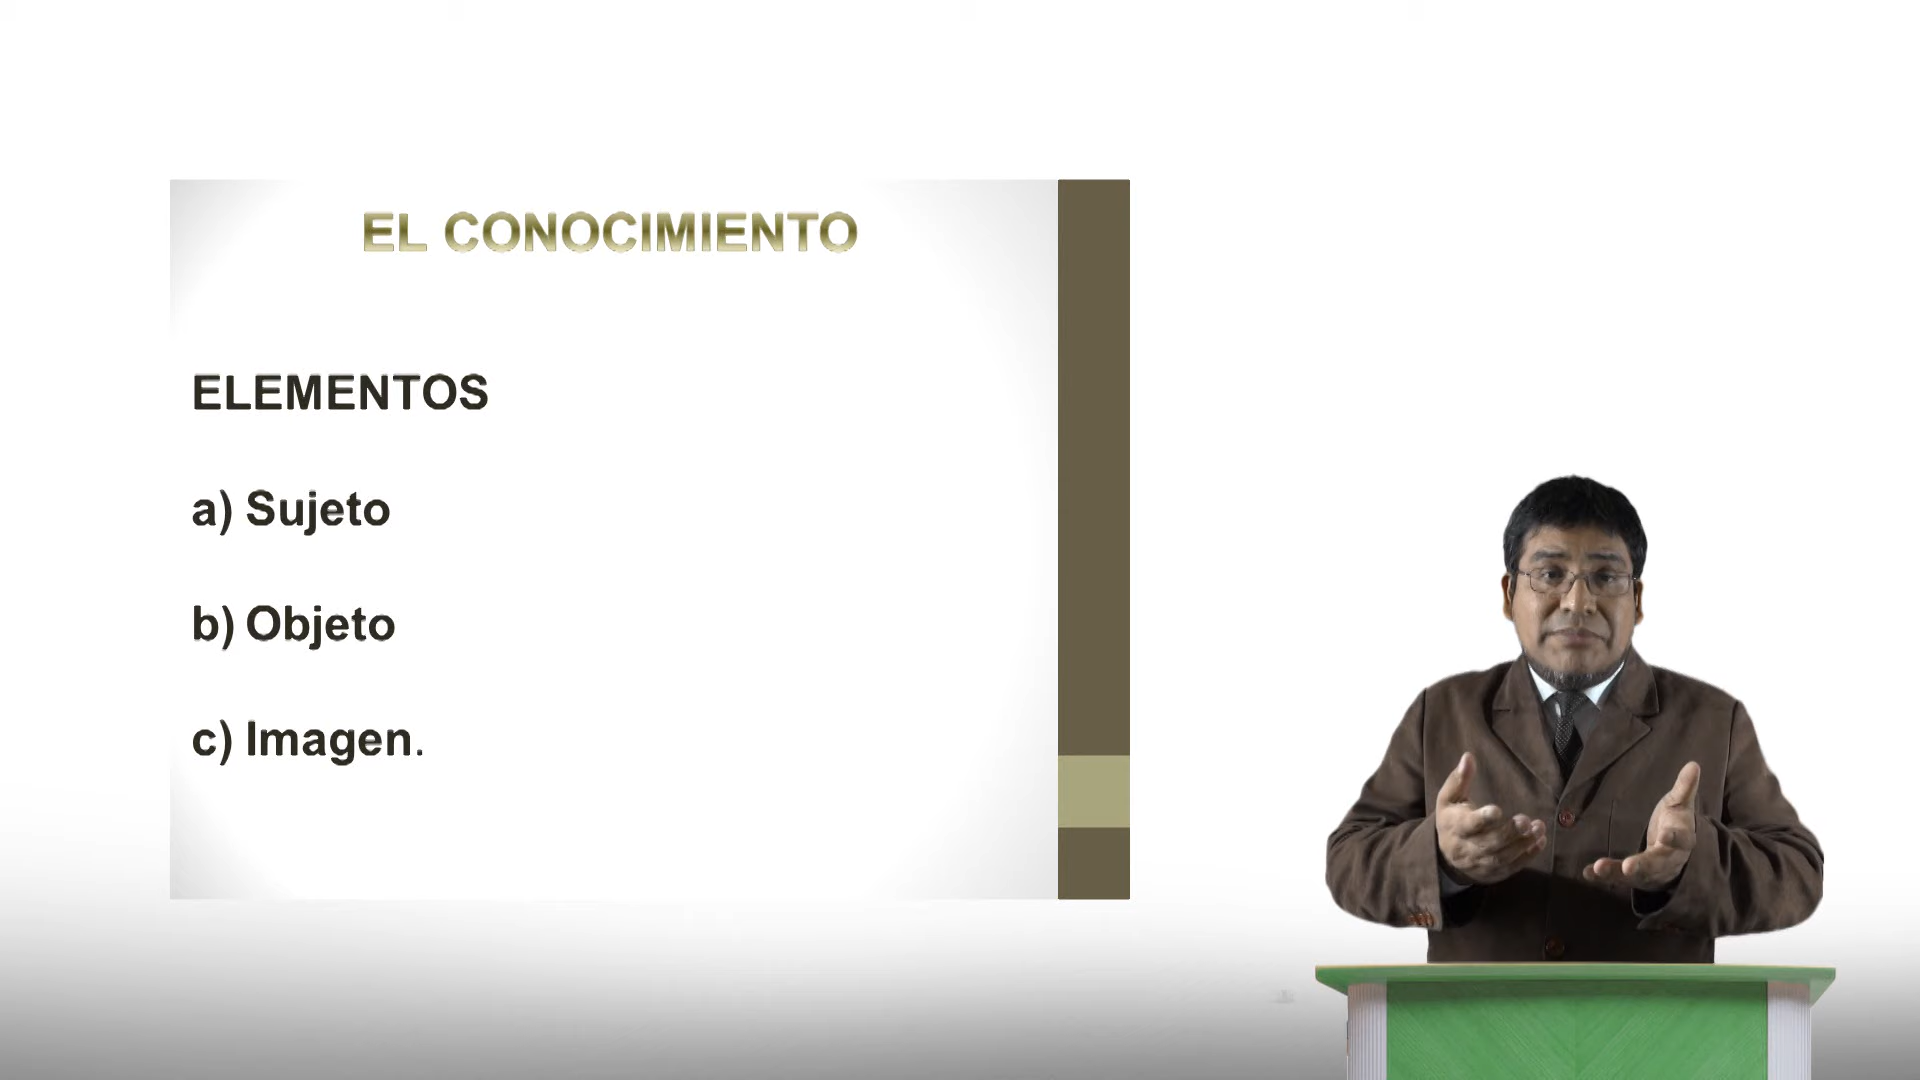 EL CONOCIMIENTO
ELEMENTOS
a) Sujeto
b) Objeto
c) Imagen.